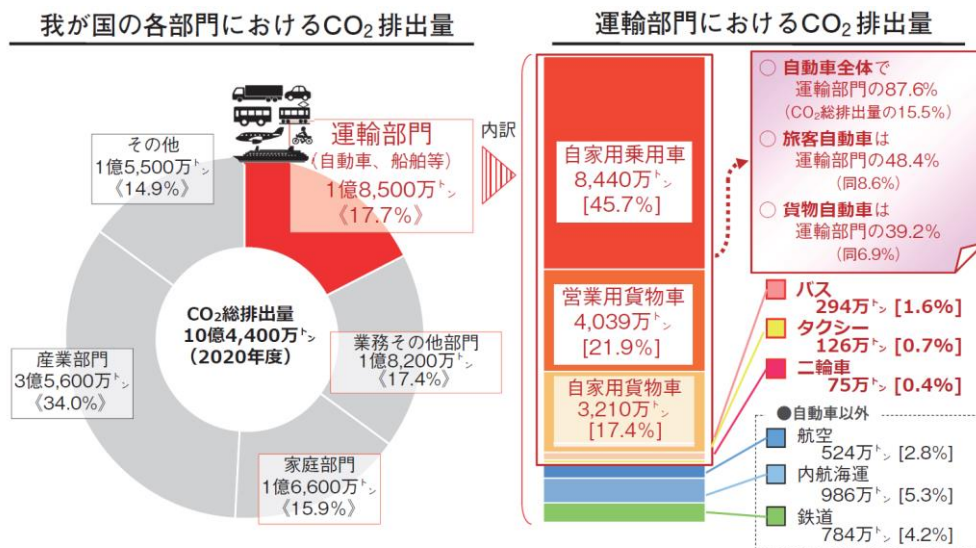 我が国の各部門におけるCO₂排出量
その他
1億5,500万㌧
《14.9%》
運輸部門
（自動車、船舶等）
1億8,500万㌧
《17.7%》
CO₂総排出量
10億4,400万㌧
（2020年度）
産業部門
3億5,600万㌧
《34.0%》
業務その他部門
1億8,200万㌧
《17.4%》
家庭部門
1億6,600万㌧
《15.9%》
内訳
運輸部門におけるCO₂排出量
自家用乗用車
8,440万㌧
[45.7%]
営業用貨物車
4,039万㌧
[21.9%]
自家用貨物車
3,210万㌧
[17.4%]
○ 自動車全体で
運輸部門の87.6%
（CO₂総排出量の15.5%）
○ 旅客自動車は
運輸部門の48.4%
（同8.6%）
○ 貨物自動車は
運輸部門の39.2%
（同6.9%）
バス
294万㌧ [1.6%]
タクシー
126万㌧ [0.7%]
二輪車
75万㌧ [0.4%]
●自動車以外
航空
524万㌧ [2.8%]
内航海運
986万㌧ [5.3%]
鉄道
784万㌧ [4.2%]